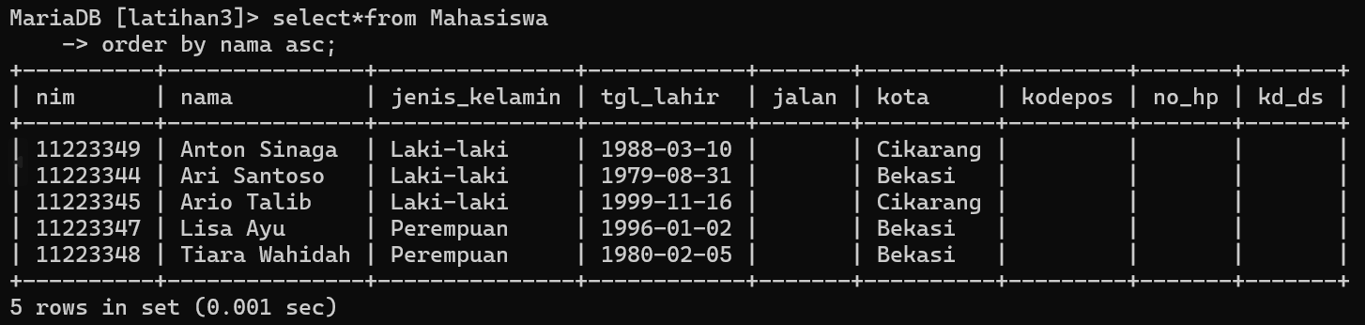 MariaDB [latihan3]> select*from Mahasiswa
    -> order by nama asc;
+----------+---------------+---------------+------------+-------+----------+---------+-------+-------+
| nim      | nama          | jenis_kelamin | tgl_lahir  | jalan | kota     | kodepos | no_hp | kd_ds |
+----------+---------------+---------------+------------+-------+----------+---------+-------+-------+
| 11223349 | Anton Sinaga  | Laki-laki     | 1988-03-10 |       | Cikarang |         |       |       |
| 11223344 | Ari Santoso   | Laki-laki     | 1979-08-31 |       | Bekasi   |         |       |       |
| 11223345 | Ario Talib    | Laki-laki     | 1999-11-16 |       | Cikarang |         |       |       |
| 11223347 | Lisa Ayu      | Perempuan     | 1996-01-02 |       | Bekasi   |         |       |       |
| 11223348 | Tiara Wahidah | Perempuan     | 1980-02-05 |       | Bekasi   |         |       |       |
+----------+---------------+---------------+------------+-------+----------+---------+-------+-------+
5 rows in set (0.001 sec)